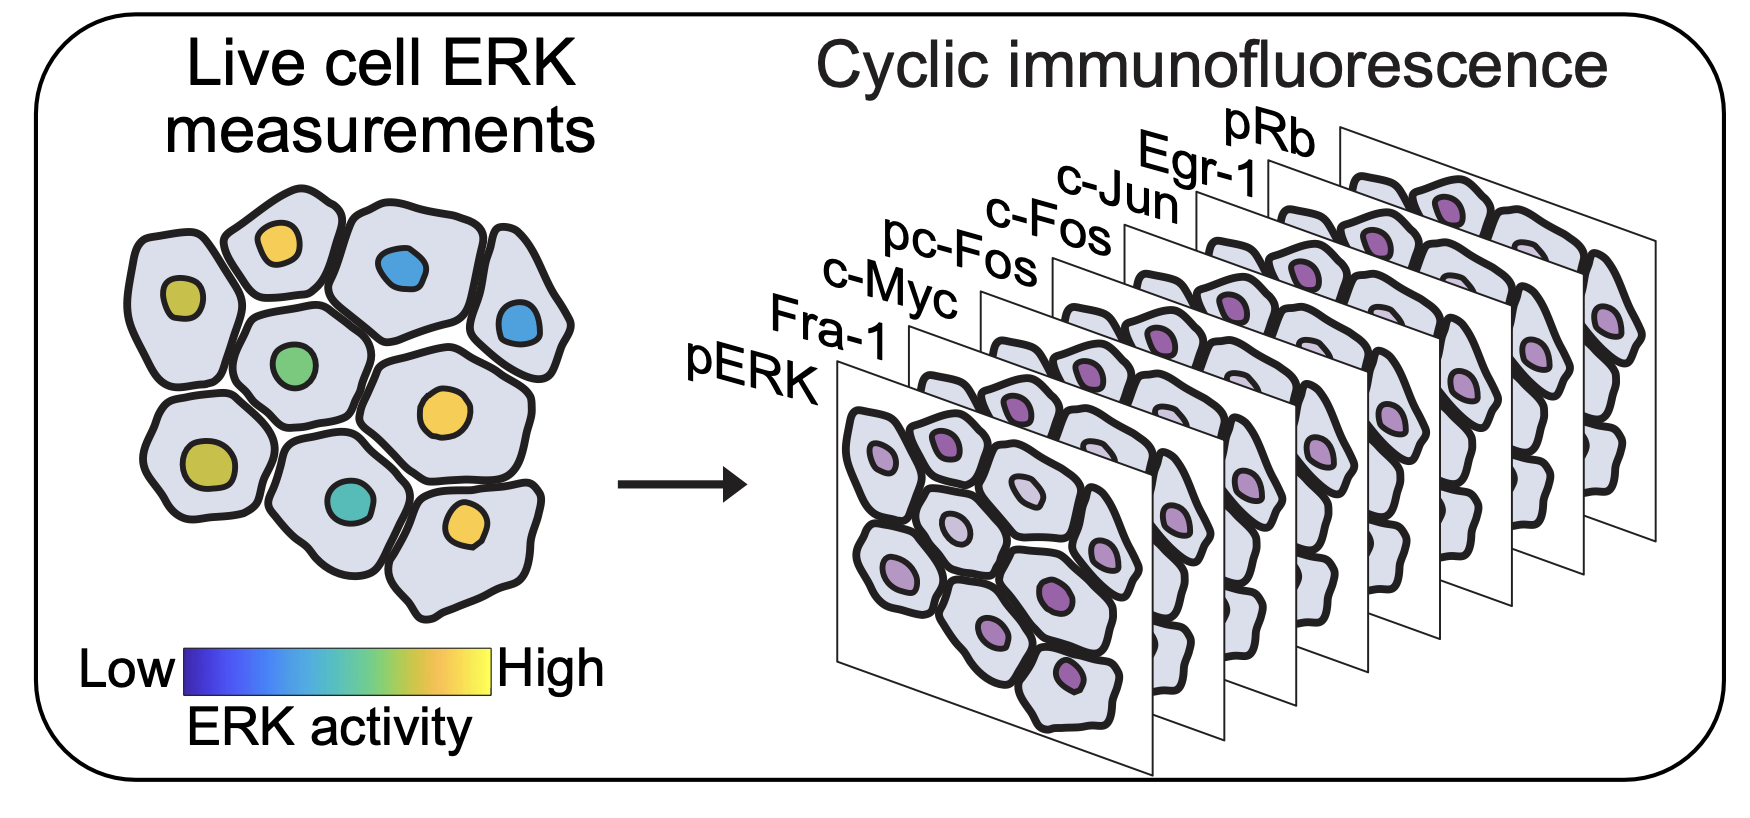 Live cell ERK
measurements
Low
High
ERK activity
Cyclic immunofluorescence
pRb
Egr-1
c-Jun
c-Fos
pc-Fos
c-Myc
Fra-1
pERK